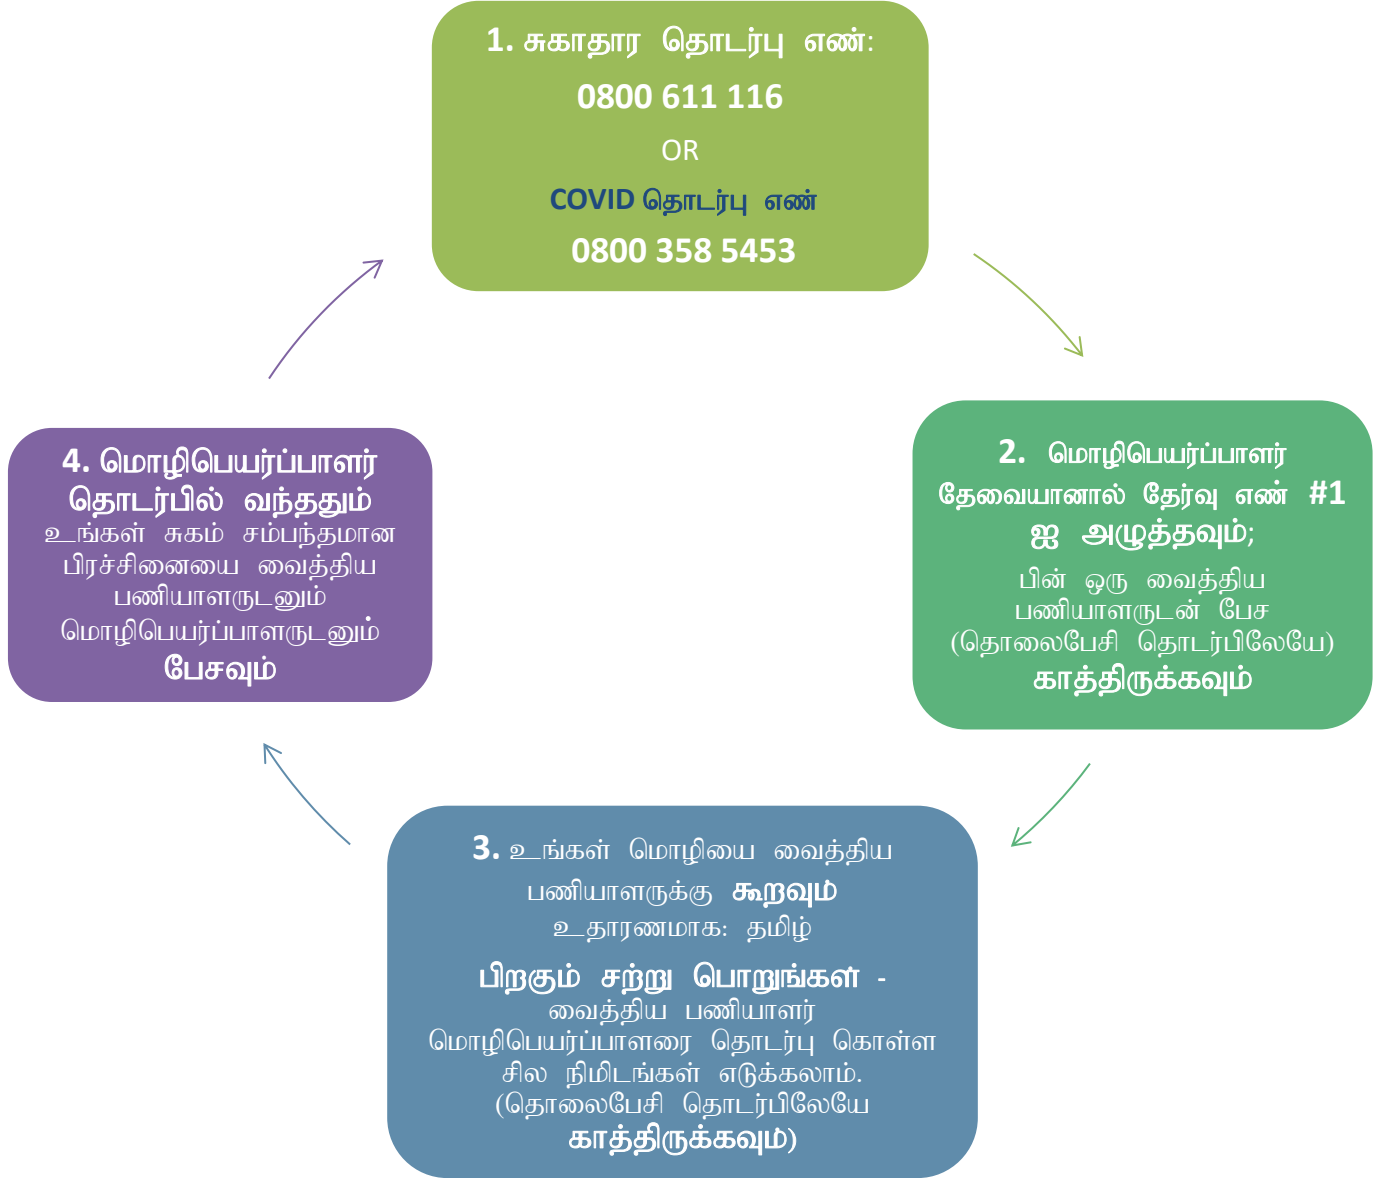 1. சுகாதார தொடர்பு எண்:
0800 611 116
OR
COVID தொடர்பு எண்
0800 358 5453
2. மொழிபெயர்ப்பாளர்
தேவையானால் தேர்வு எண் #1
ஐ அழுத்தவும்;
பின் ஒரு வைத்திய
பணியாளருடன் பேச
(தொலைபேசி தொடர்பிலேயே)
காத்திருக்கவும்
3. உங்கள் மொழியை வைத்திய
பணியாளருக்கு கூறவும்
உதாரணமாக: தமிழ்
பிறகும் சற்று பொறுங்கள் -
வைத்திய பணியாளர்
மொழிபெயர்ப்பாளரை தொடர்பு கொள்ள
சில நிமிடங்கள் எடுக்கலாம்.
(தொலைபேசி தொடர்பிலேயே
காத்திருக்கவும்)
4. மொழிபெயர்ப்பாளர்
தொடர்பில் வந்ததும்
உங்கள் சுகம் சம்பந்தமான
பிரச்சினையை வைத்திய
பணியாளருடனும்
மொழிபெயர்ப்பாளருடனும்
பேசவும்